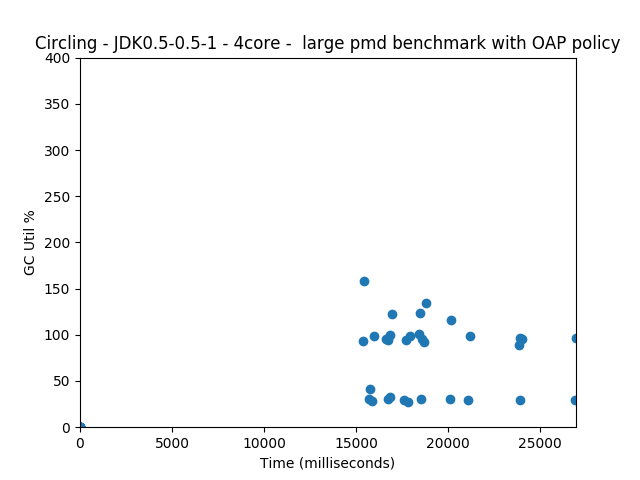 Circling - JDK0.5-0.5-1 - 4core -  large pmd benchmark with OAP policy
400
350
300
250
200
150
100
50
0
GC Util %
0 5000 10000 15000 20000 25000
Time (milliseconds)